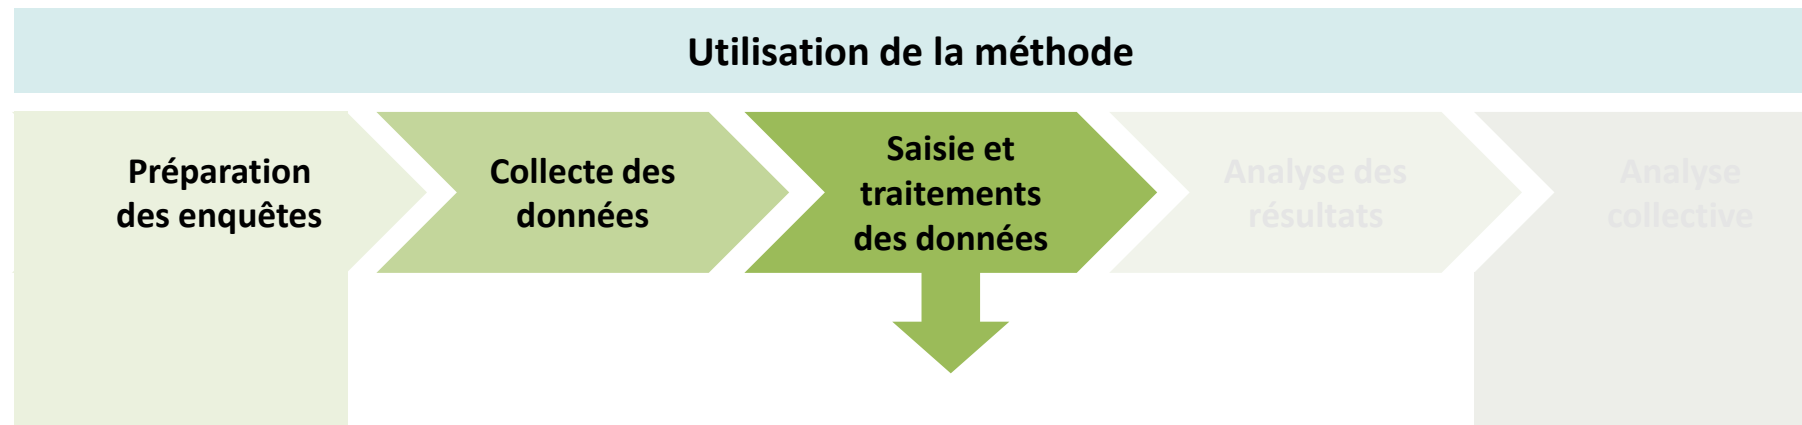 Utilisation de la méthode
Préparation
des enquêtes
Collecte des
données
Saisie et
traitements
des données
Analyse des
résultats
Analyse
collective